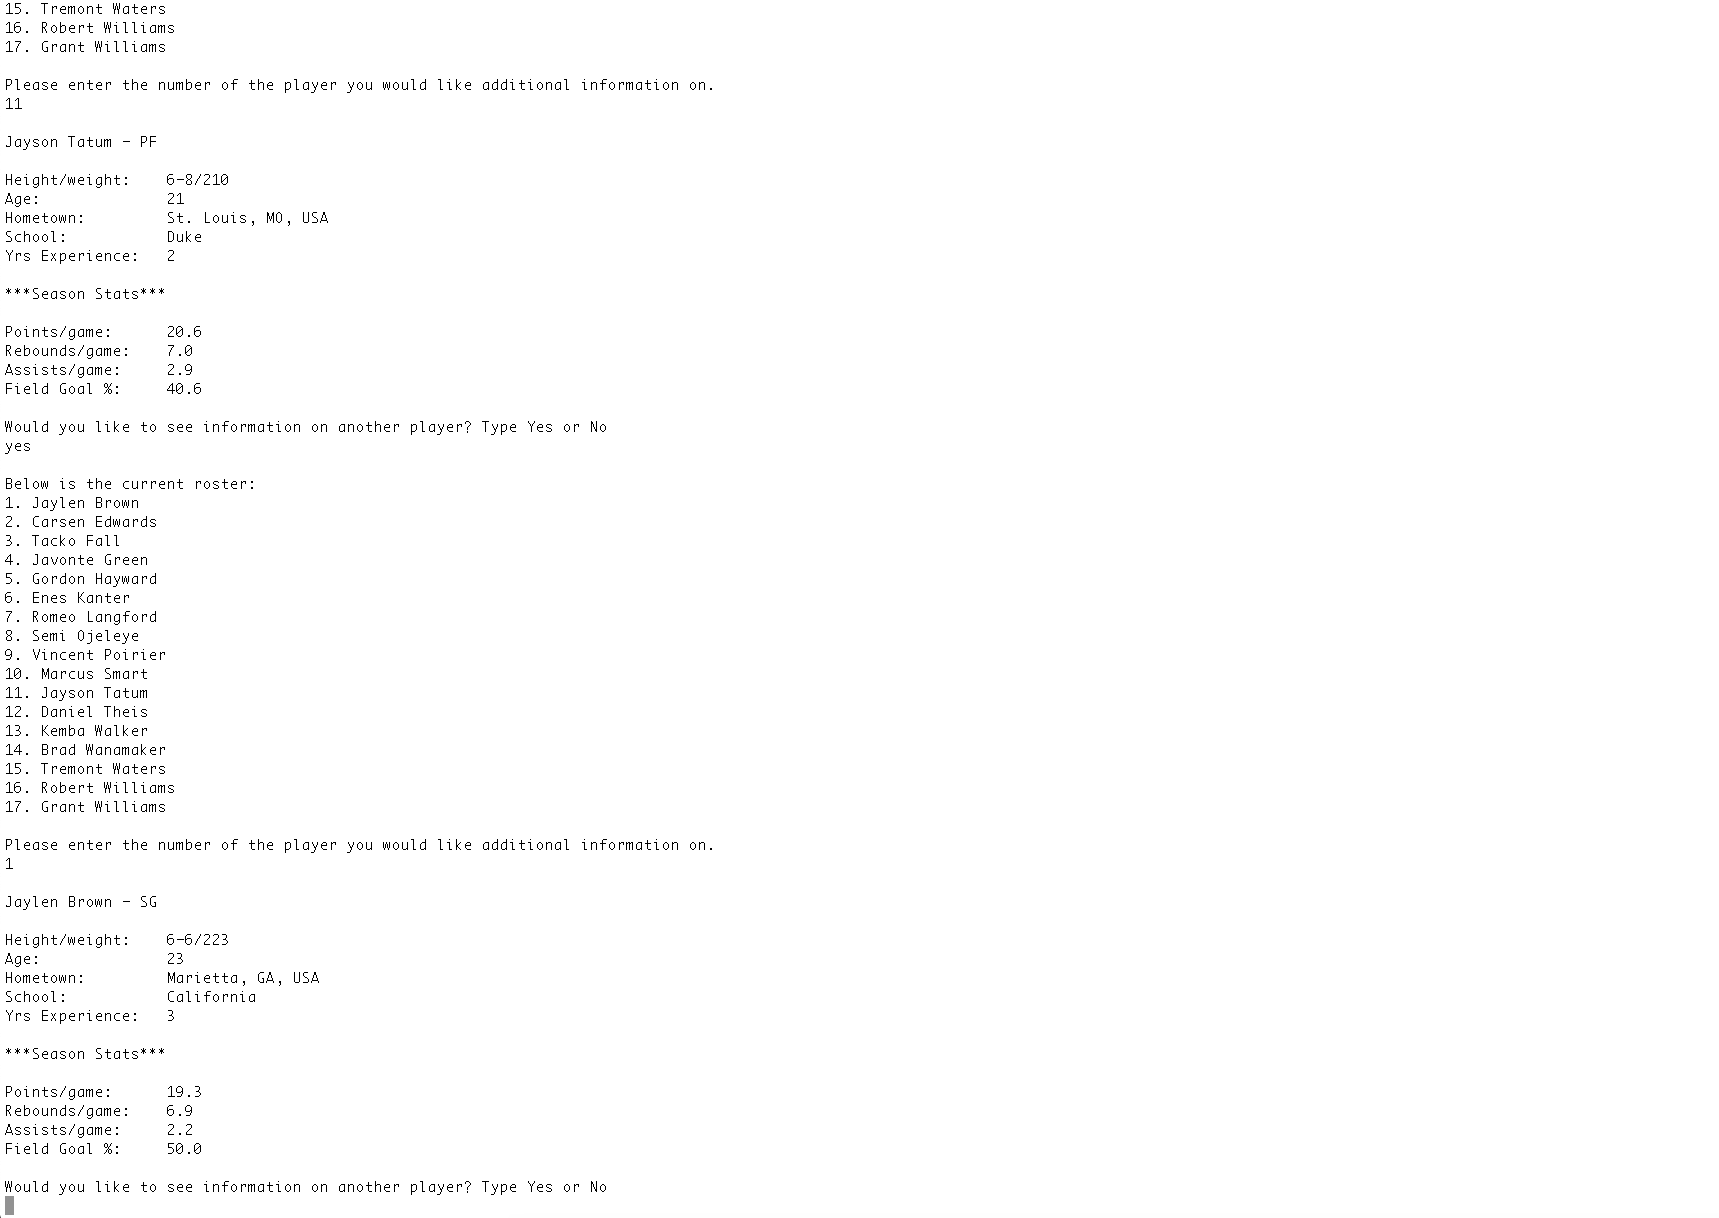 15. Tremont Waters
16. Robert Williams
17. Grant Williams
Please enter the number of the player you would like additional information on.
11
Jayson Tatum - PF
Height/weight: 6-8/210
Age: 21
Hometown: St. Louis, MO, USA
School: Duke
Yrs Experience: 2
***Season Stats***
Points/game: 20.6
Rebounds/game: 7.0
Assists/game: 2.9
Field Goal %: 40.6
Would you like to see information on another player? Type Yes or No
yes
Below is the current roster:
1. Jaylen Brown
2. Carsen Edwards
3. Tacko Fall
4. Javonte Green
5. Gordon Hayward
6. Enes Kanter
7. Romeo Langford
8. Semi Ojeleye
9. Vincent Poirier
10. Marcus Smart
11. Jayson Tatum
12. Daniel Theis
13. Kemba Walker
14. Brad Wanamaker
15. Tremont Waters
16. Robert Williams
17. Grant Williams
Please enter the number of the player you would like additional information on.
1
Jaylen Brown - SG
Height/weight: 6-6/223
Age: 23
Hometown: Marietta, GA, USA
School: California
Yrs Experience: 3
***Season Stats***
Points/game: 19.3
Rebounds/game: 6.9
Assists/game: 2.2
Field Goal %: 50.0
Would you like to see information on another player? Type Yes or No